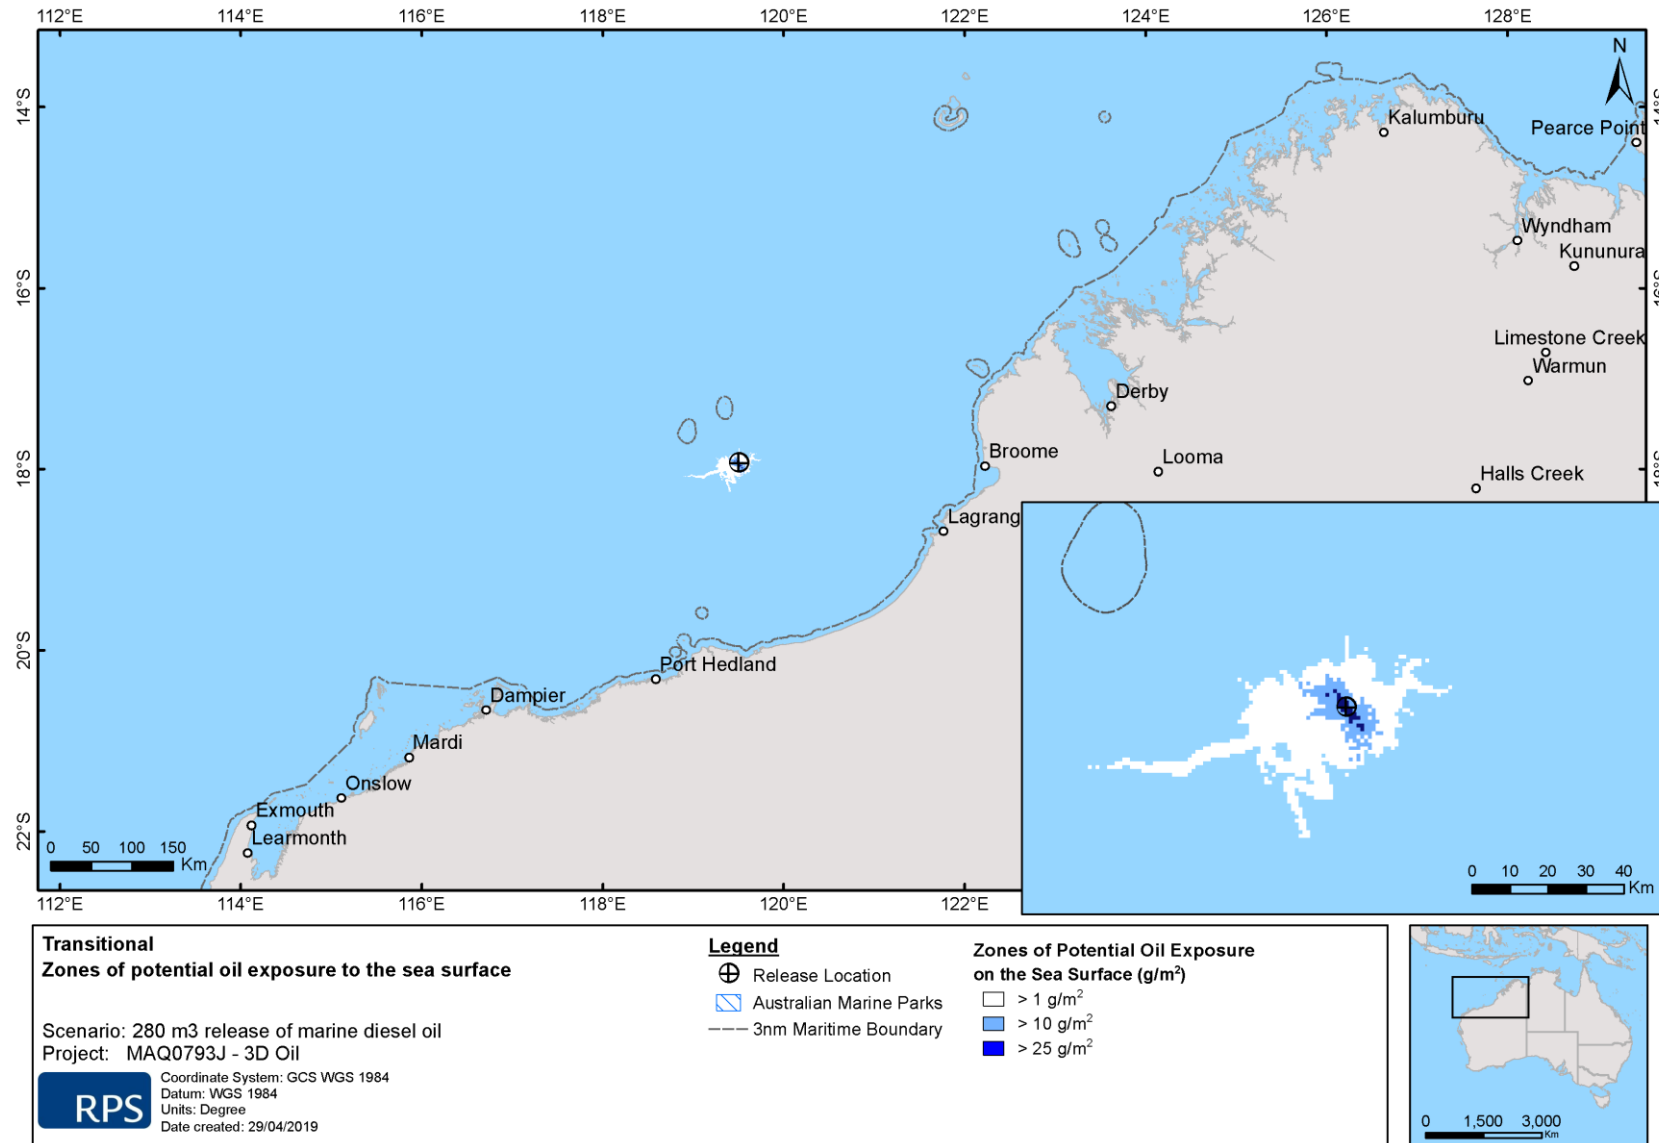 112°E 114°E 116°E 118°E 120°E 122°E 124°E 126°E 128°E
N
14°S 14°S
Kalumburu
Pearce Point
Wyndham
Kununura
16°S 16°S
Limestone Creek
Warmun
Derby
Broome
Looma
18°S 18°S
Halls Creek
Lagrang
20°S
Port Hedland
Dampier
Mardi
Onslow
Exmouth
22°S
Learmonth
0 50 100 150
Km
0 10 20 30 40
Km
112°E 114°E 116°E 118°E 120°E 122°E
Transitional
Zones of potential oil exposure to the sea surface
Scenario: 280 m3 release of marine diesel oil
Project: MAQ0793J - 3D Oil
RPS
Coordinate System: GCS WGS 1984
Datum: WGS 1984
Units: Degree
Date created: 29/04/2019
Legend
Release Location
Australian Marine Parks
3nm Maritime Boundary
Zones of Potential Oil Exposure
on the Sea Surface (g/m²)
> 1 g/m²
> 10 g/m²
> 25 g/m²
0 1,500 3,000
Km